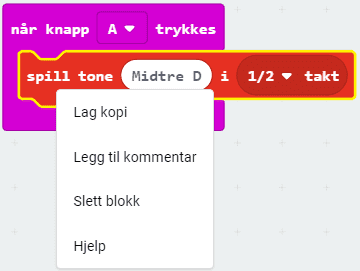 når knapp A trykkes
spill tone Midtre D i 1/2 takt
Lag kopi
Legg til kommentar
Slett blokk
Hjelp